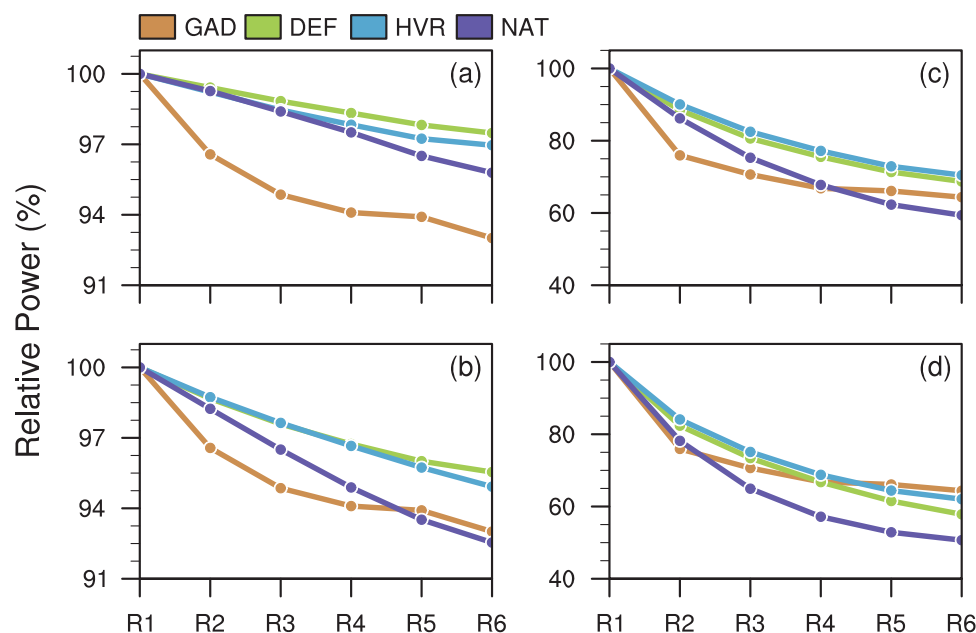 GAD DEF HVR NAT
Relative Power (%)
(a)
100
97
94
91
(c)
100
80
60
40
(b)
100
97
94
91
R1 R2 R3 R4 R5 R6
(d)
100
80
60
40
R1 R2 R3 R4 R5 R6